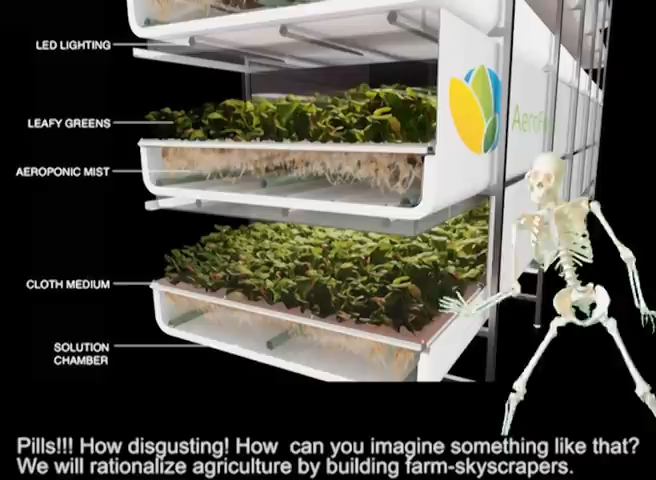 LED LIGHTING
LEAFY GREENS
AEROPONIC MIST
CLOTH MEDIUM
SOLUTION
CHAMBER
Pills!!! How disgusting! How can you imagine something like that?
We will rationalize agriculture by building farm-skyscrapers.